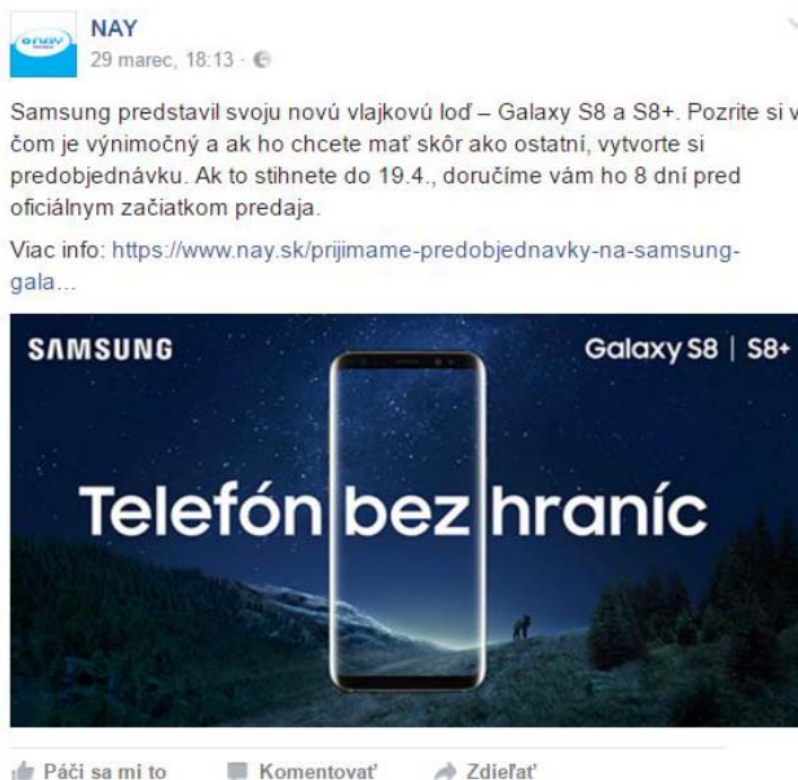 nay
NAY
29 marec, 18:13 ·
Samsung predstavil svoju novú vlajkovú loď – Galaxy S8 a S8+. Pozrite si v
čom je výnimočný a ak ho chcete mať skôr ako ostatní, vytvorte si
predobjednávku. Ak to stihnete do 19.4., doručíme vám ho 8 dní pred
oficiálnym začiatkom predaja.
Viac info: https://www.nay.sk/prijimame-predobjednavky-na-samsung-
gala...
SAMSUNG
Galaxy S8 | S8+
Telefón bez hraníc
Páči sa mi to
Komentovať
Zdieľať